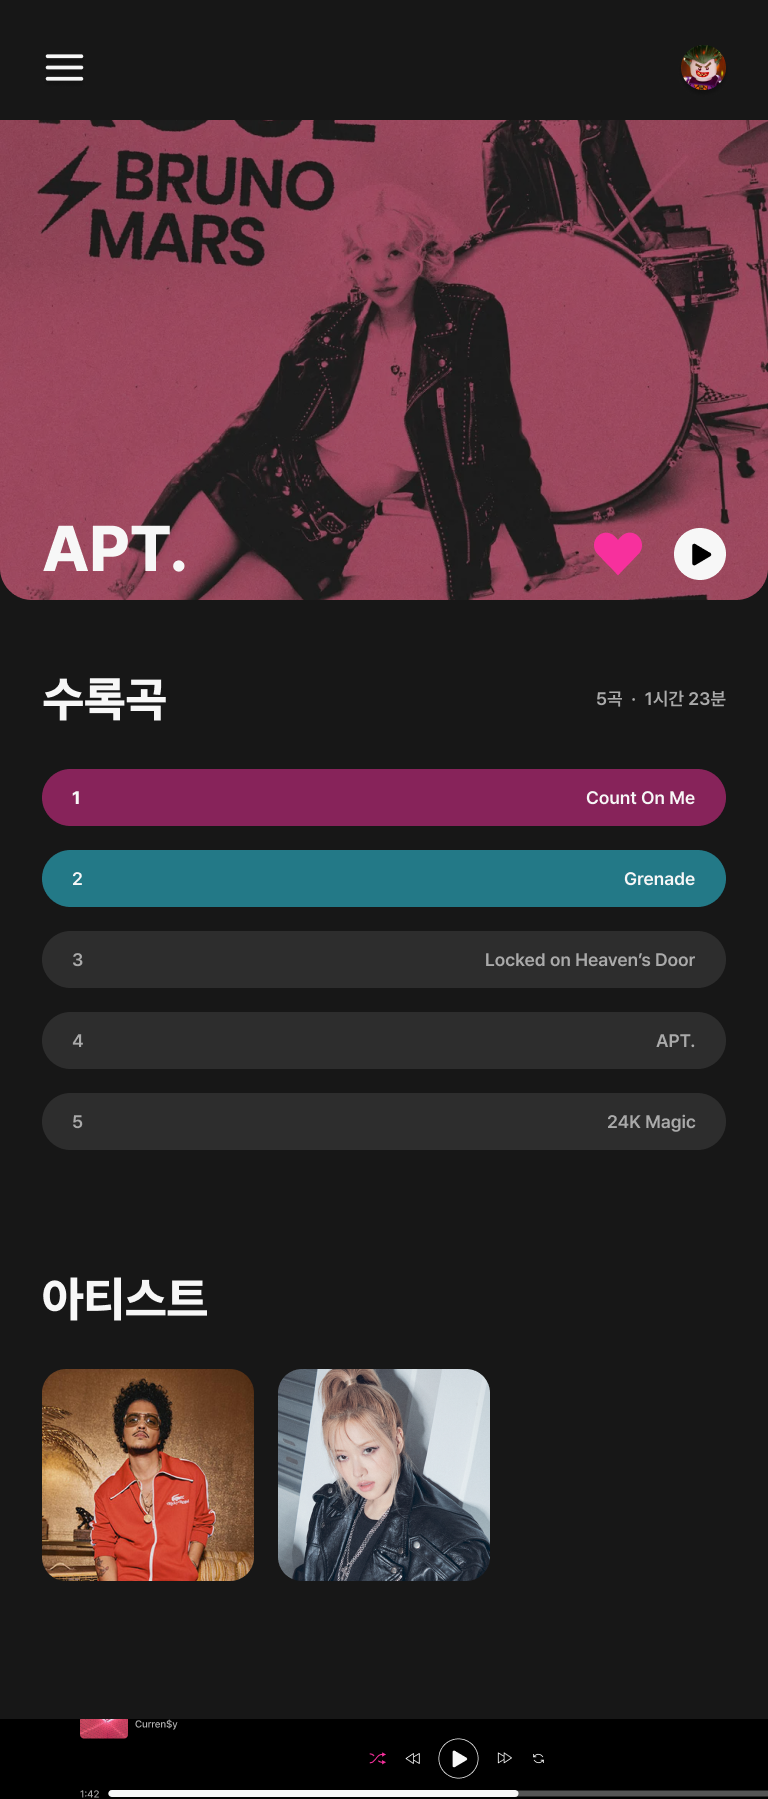 BRUNO
MARS
APT.
수록곡
5곡 · 1시간 23분
1 Count On Me
2 Grenade
3 Locked on Heaven's Door
4 APT.
5 24K Magic
아티스트
Curren$y
1:42